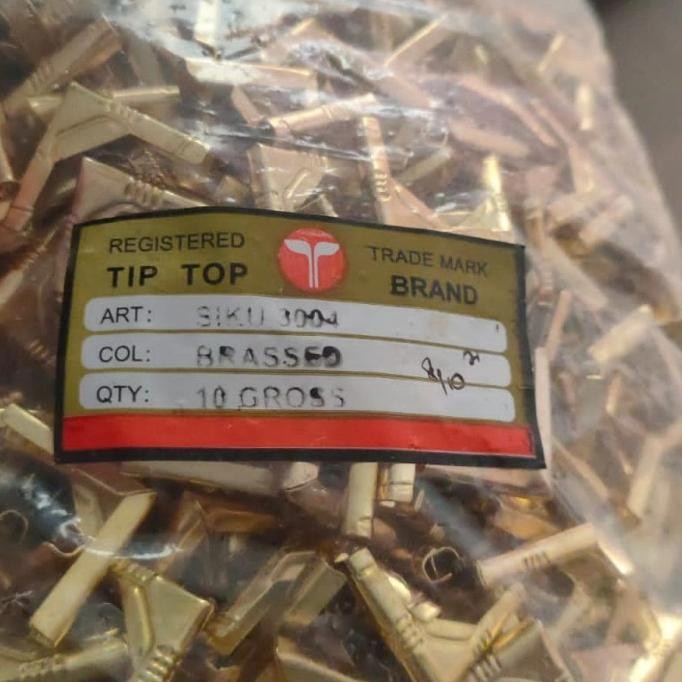 REGISTERED
TRADE MARK
TIP TOP
BRAND
ART: SIKU 3004
COL: BRASSED
QTY: 10 GROSS